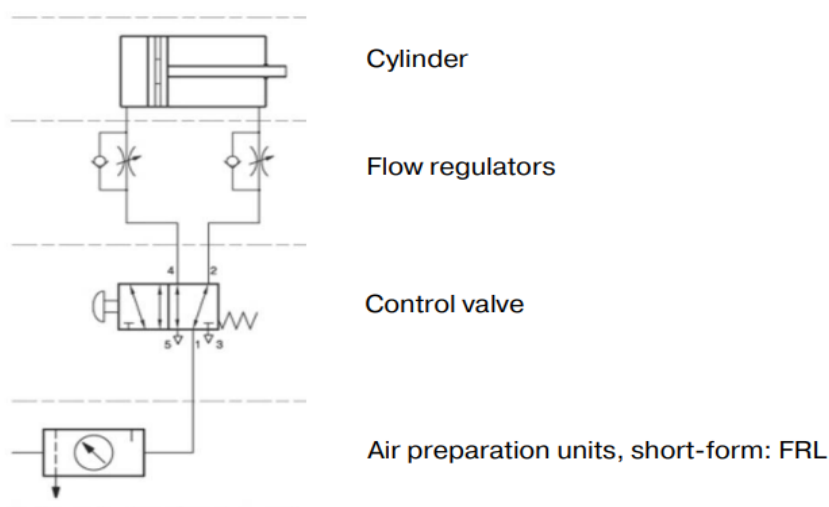 Cylinder
Flow regulators
4 2
Control valve
5 1 3
Air preparation units, short-form: FRL